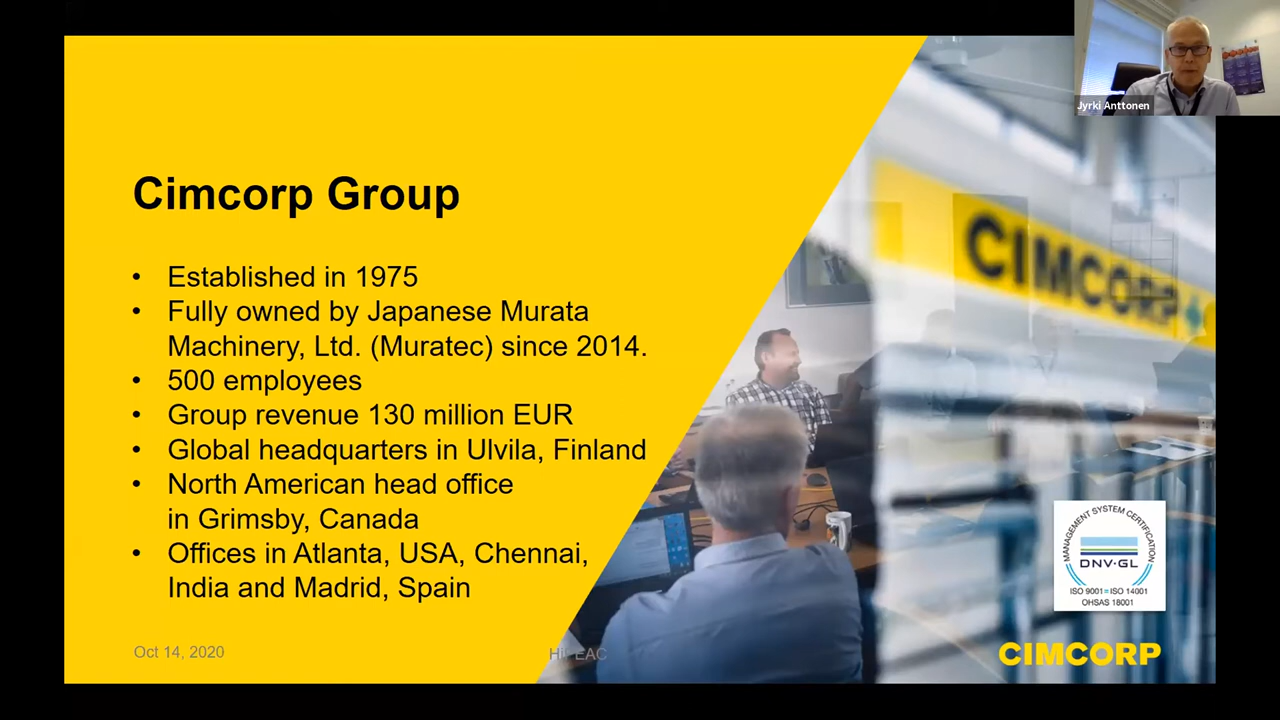 Jyrki Anttonen
Cimcorp Group
• Established in 1975
• Fully owned by Japanese Murata
Machinery, Ltd. (Muratec) since 2014.
• 500 employees
• Group revenue 130 million EUR
• Global headquarters in Ulvila, Finland
• North American head office
in Grimsby, Canada
• Offices in Atlanta, USA, Chennai,
India and Madrid, Spain
CIMCORP
MANAGEMENT SYSTEM CERTIFICATION
DNV·GL
ISO 9001=ISO 14001
OHSAS 18001
Oct 14, 2020
CIMCORP